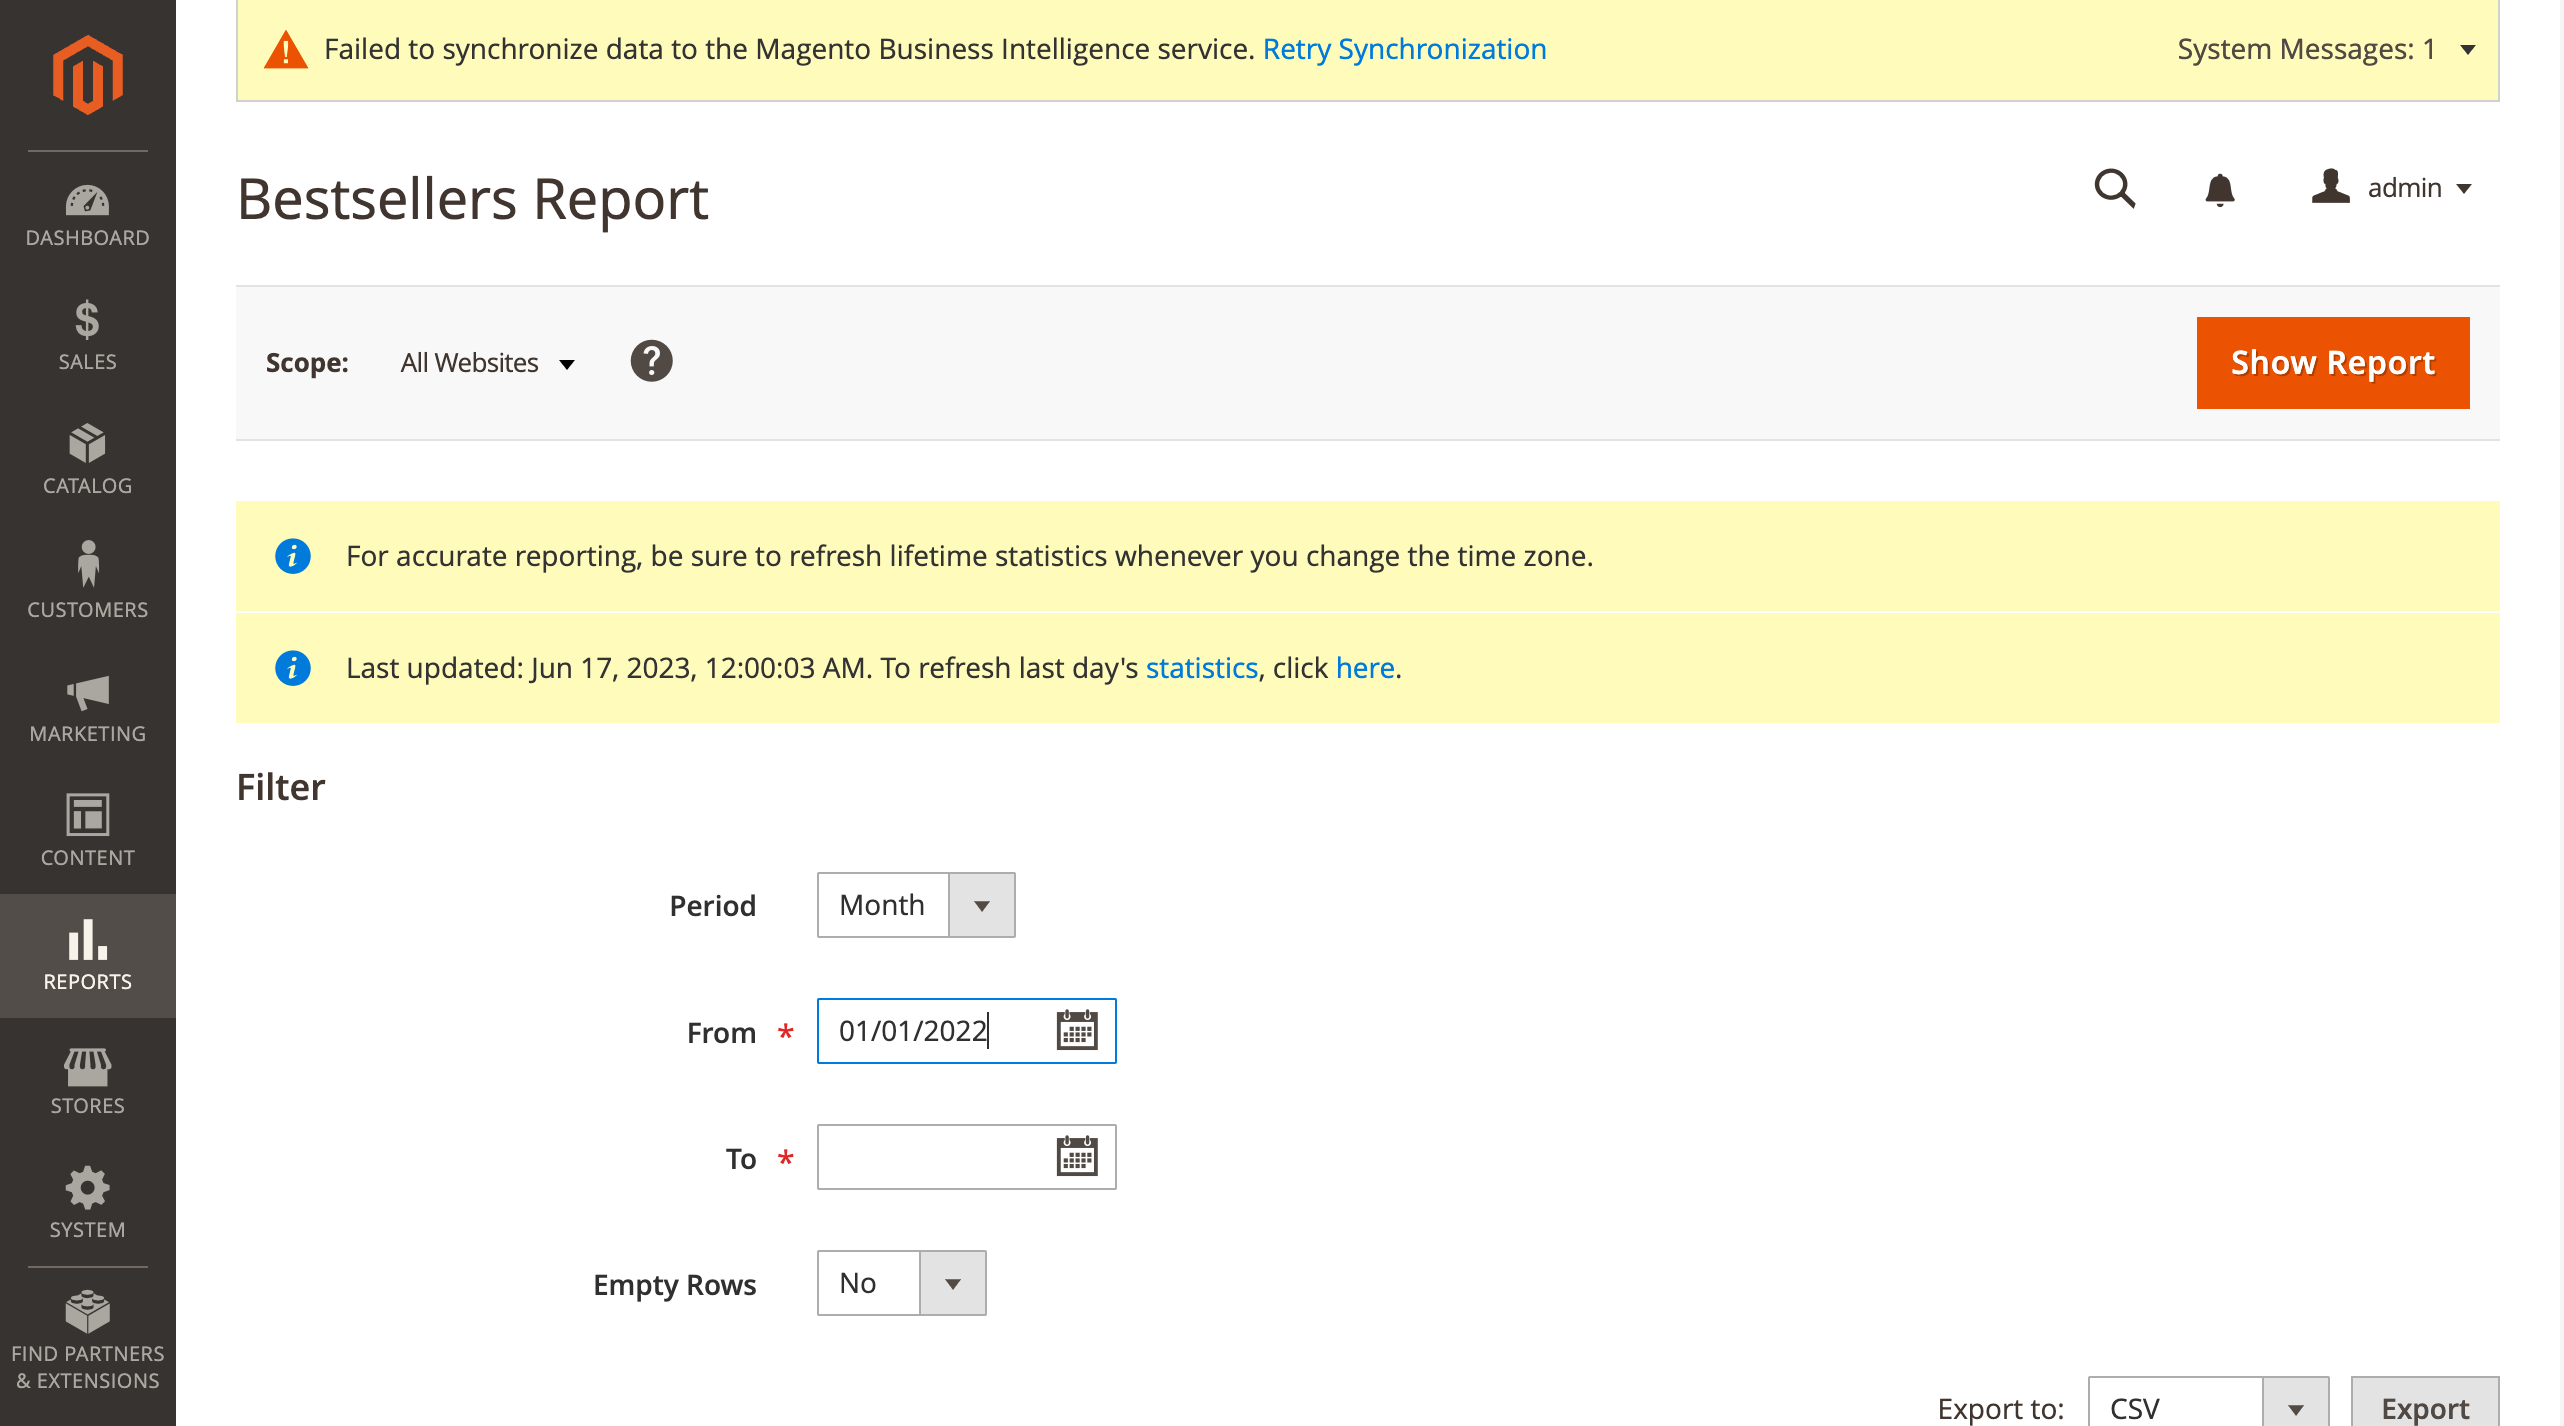 Failed to synchronize data to the Magento Business Intelligence service. Retry Synchronization
System Messages: 1
Bestsellers Report
admin
Scope: All Websites ?
Show Report
For accurate reporting, be sure to refresh lifetime statistics whenever you change the time zone.
Last updated: Jun 17, 2023, 12:00:03 AM. To refresh last day's statistics, click here.
Filter
Period Month
From * 01/01/2022
To *
Empty Rows No
Export to: CSV Export
DASHBOARD
$
SALES
CATALOG
CUSTOMERS
MARKETING
CONTENT
REPORTS
STORES
SYSTEM
FIND PARTNERS
& EXTENSIONS